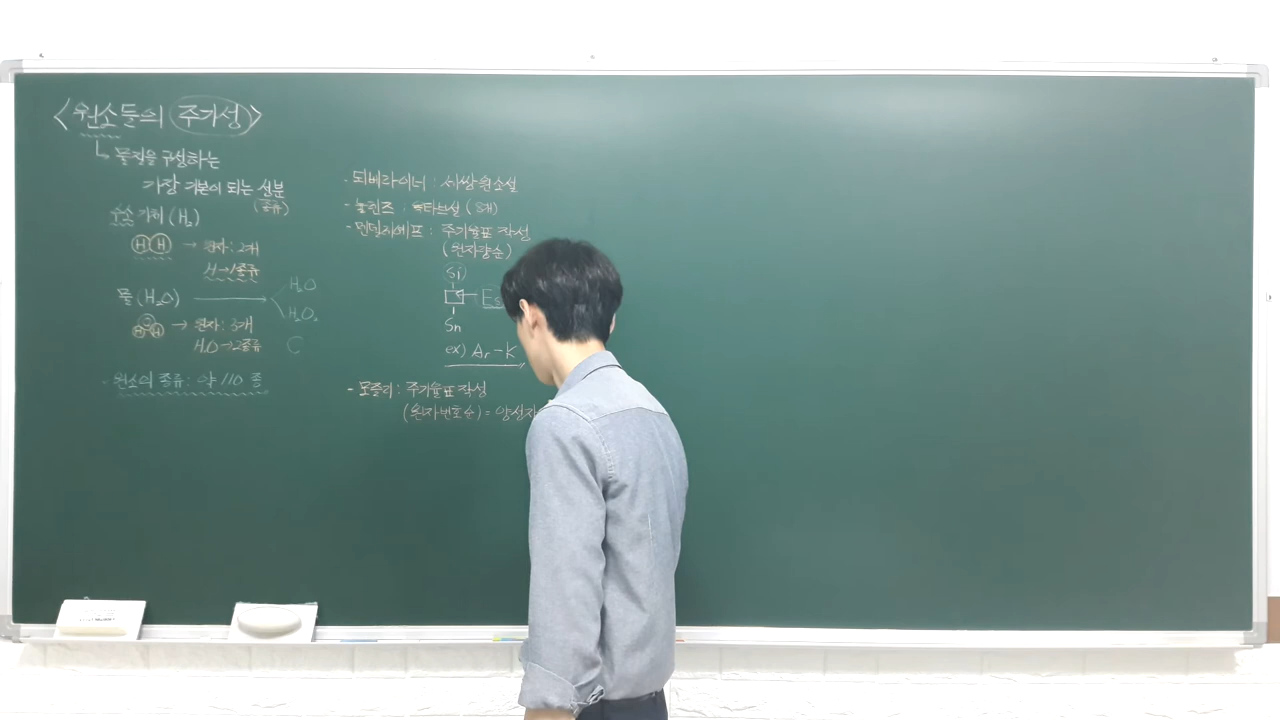 <원소들의 주기성>
물질을 구성하는
가장 기본이 되는 성분
(종류)
수소 기체 (H₂)
H H → 원자: 2개
H → 1종류
물 (H₂O) → H₂O
H₂O₂
H O H → 원자: 3개
H,O → 2종류
C
- 원소의 종류: 약 110 종
- 되베라이너 : 세쌍원소설
- 뉴랜즈 : 옥타브설 (8개)
- 멘델레예프 : 주기율표 작성
(원자량순)
Si
Es
Sn
ex) Ar - K
- 모즐리 : 주기율표 작성
(원자번호순) = 양성자